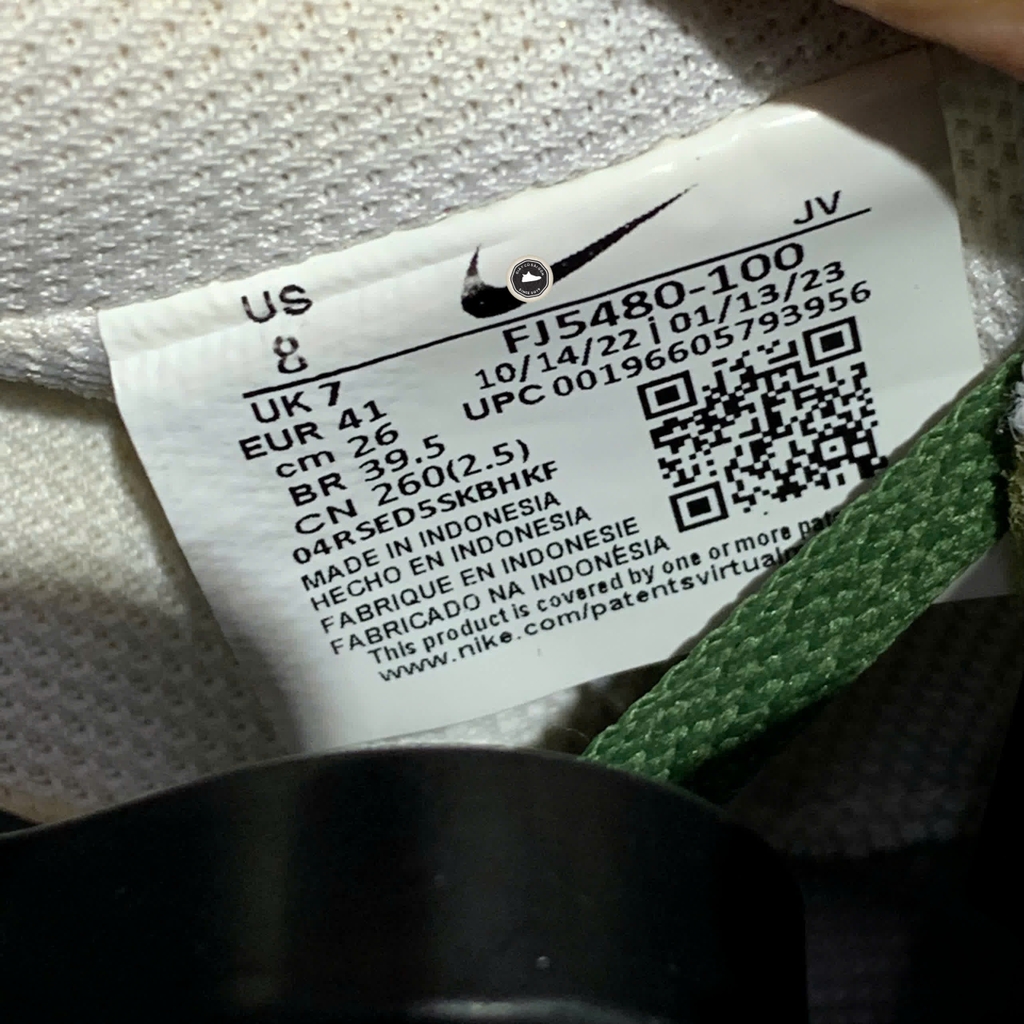 US
8
JV
FJ5480-100
10/14/22 | 01/13/23
UPC 00196605793956
UK 7
EUR 41
cm 26
BR 39.5
CN 260(2.5)
04RSED5SKBHKF
MADE IN INDONESIA
HECHO EN INDONESIA
FABRIQUE EN INDONESIE
FABRICADO NA INDONÉSIA
This product is covered by one or more
www.nike.com/patentsvirtual